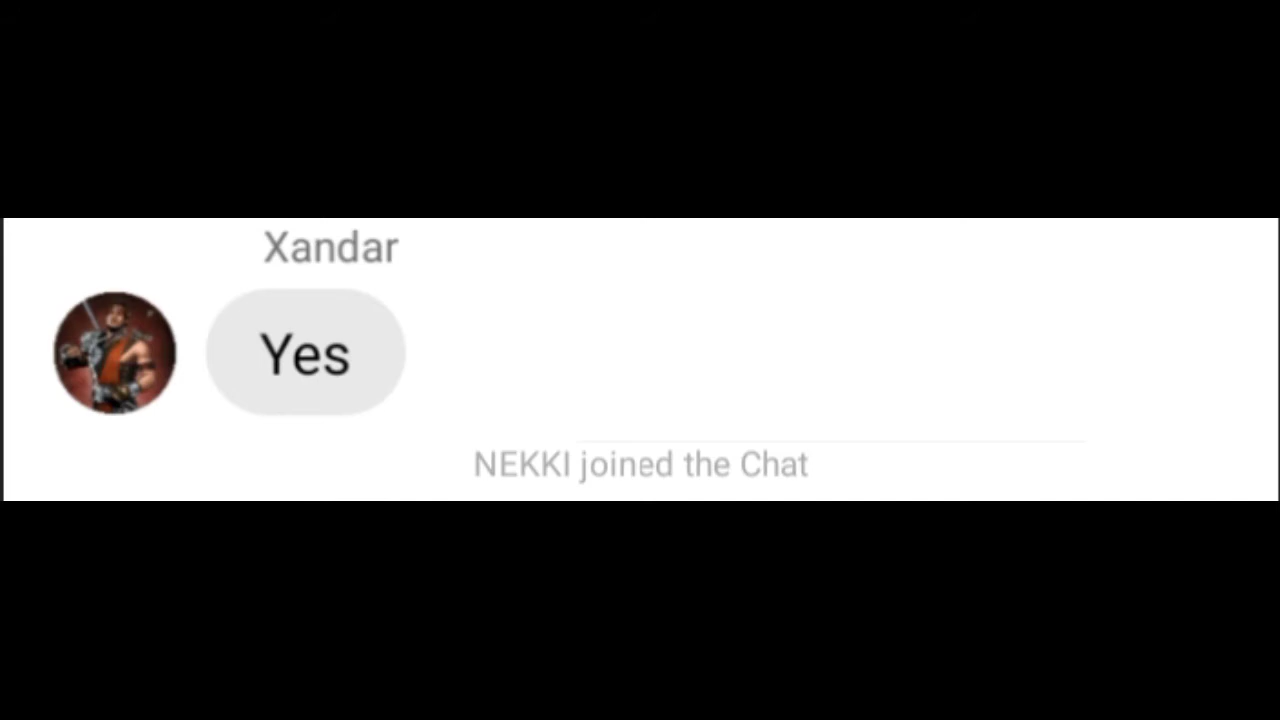 Xandar
Yes
NEKKI joined the Chat